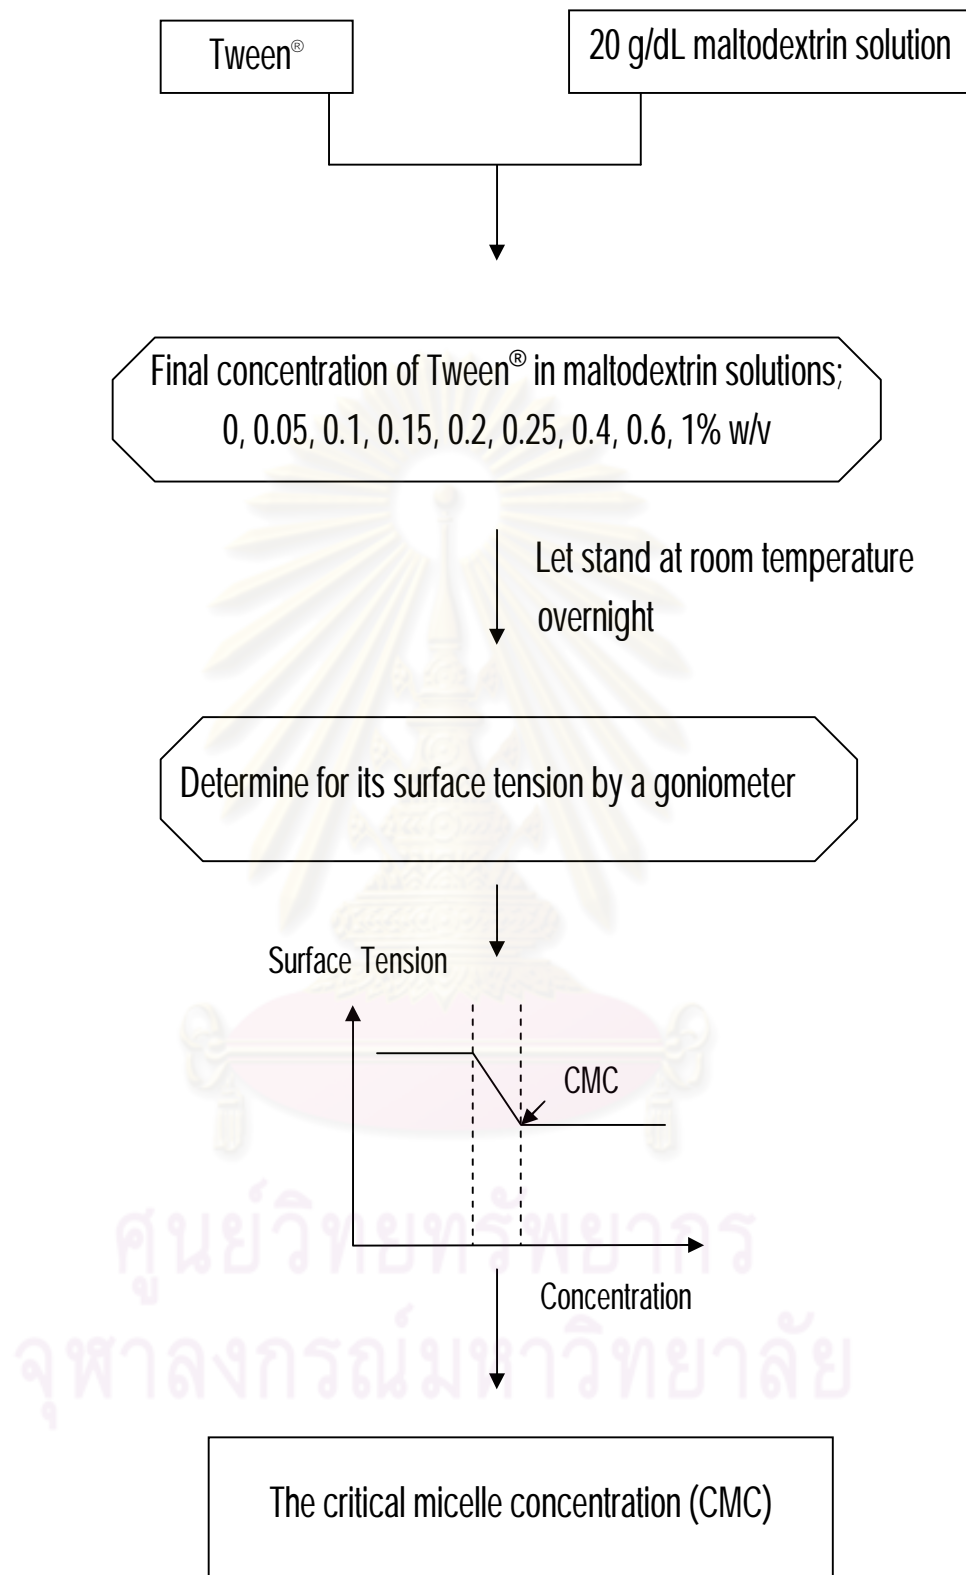 Tween®
20 g/dL maltodextrin solution
Final concentration of Tween® in maltodextrin solutions;
0, 0.05, 0.1, 0.15, 0.2, 0.25, 0.4, 0.6, 1% w/v
Let stand at room temperature
overnight
Determine for its surface tension by a goniometer
Surface Tension
CMC
Concentration
ศูนย์วิทยทรัพยากร
จุฬาลงกรณ์มหาวิทยาลัย
The critical micelle concentration (CMC)